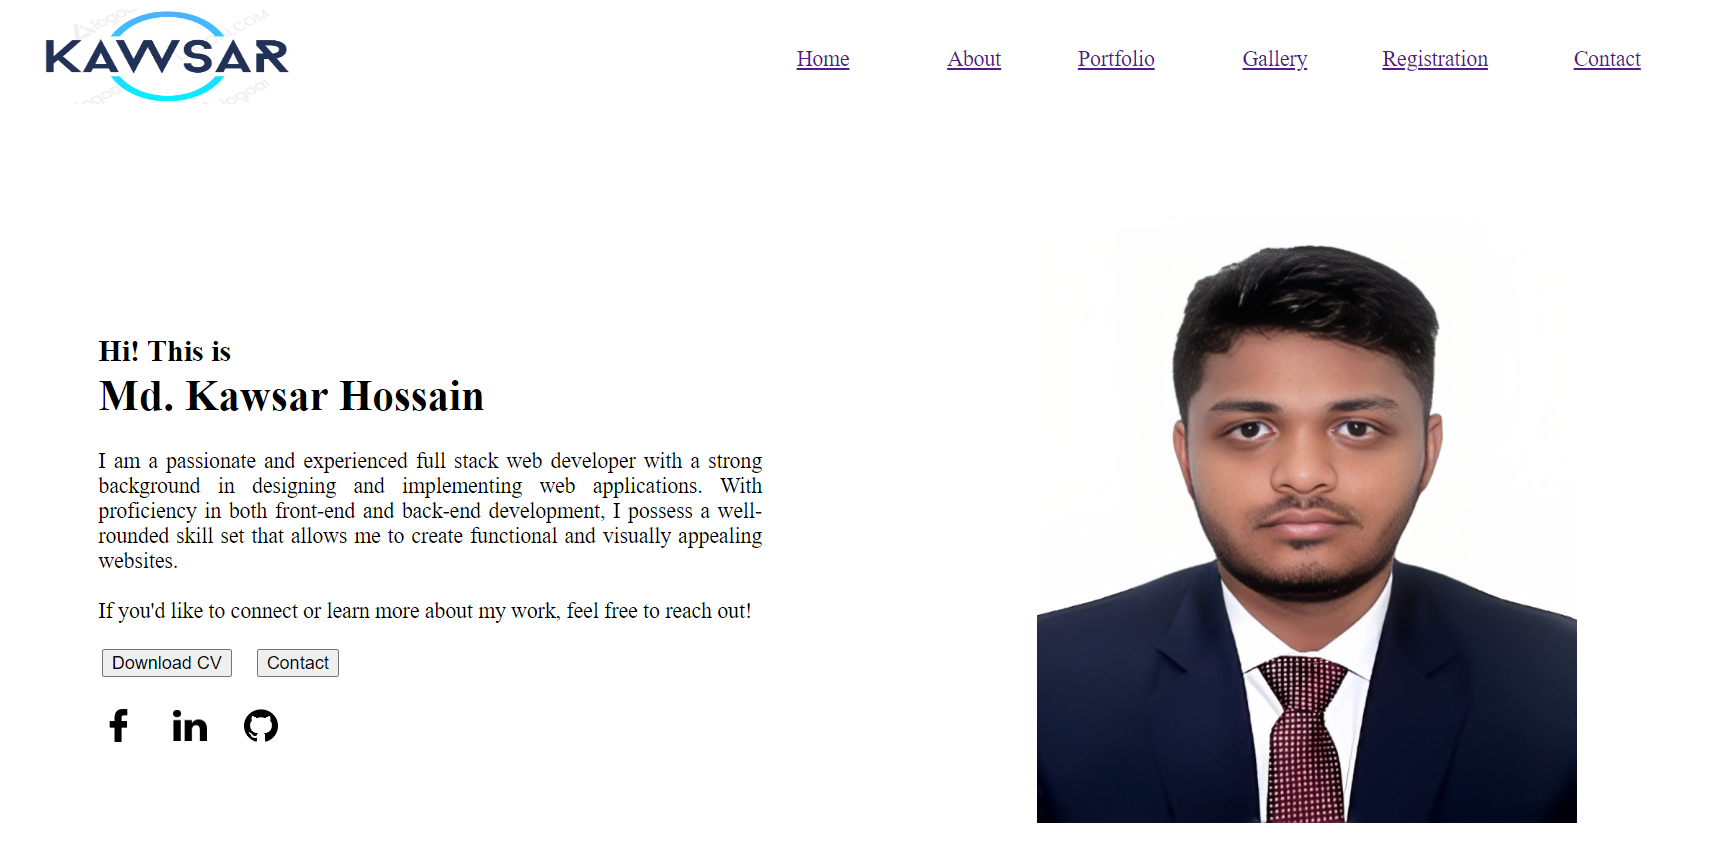 KAWSAR
Home About Portfolio Gallery Registration Contact
Hi! This is
Md. Kawsar Hossain
I am a passionate and experienced full stack web developer with a strong
background in designing and implementing web applications. With
proficiency in both front-end and back-end development, I possess a well-
rounded skill set that allows me to create functional and visually appealing
websites.
If you'd like to connect or learn more about my work, feel free to reach out!
Download CV Contact